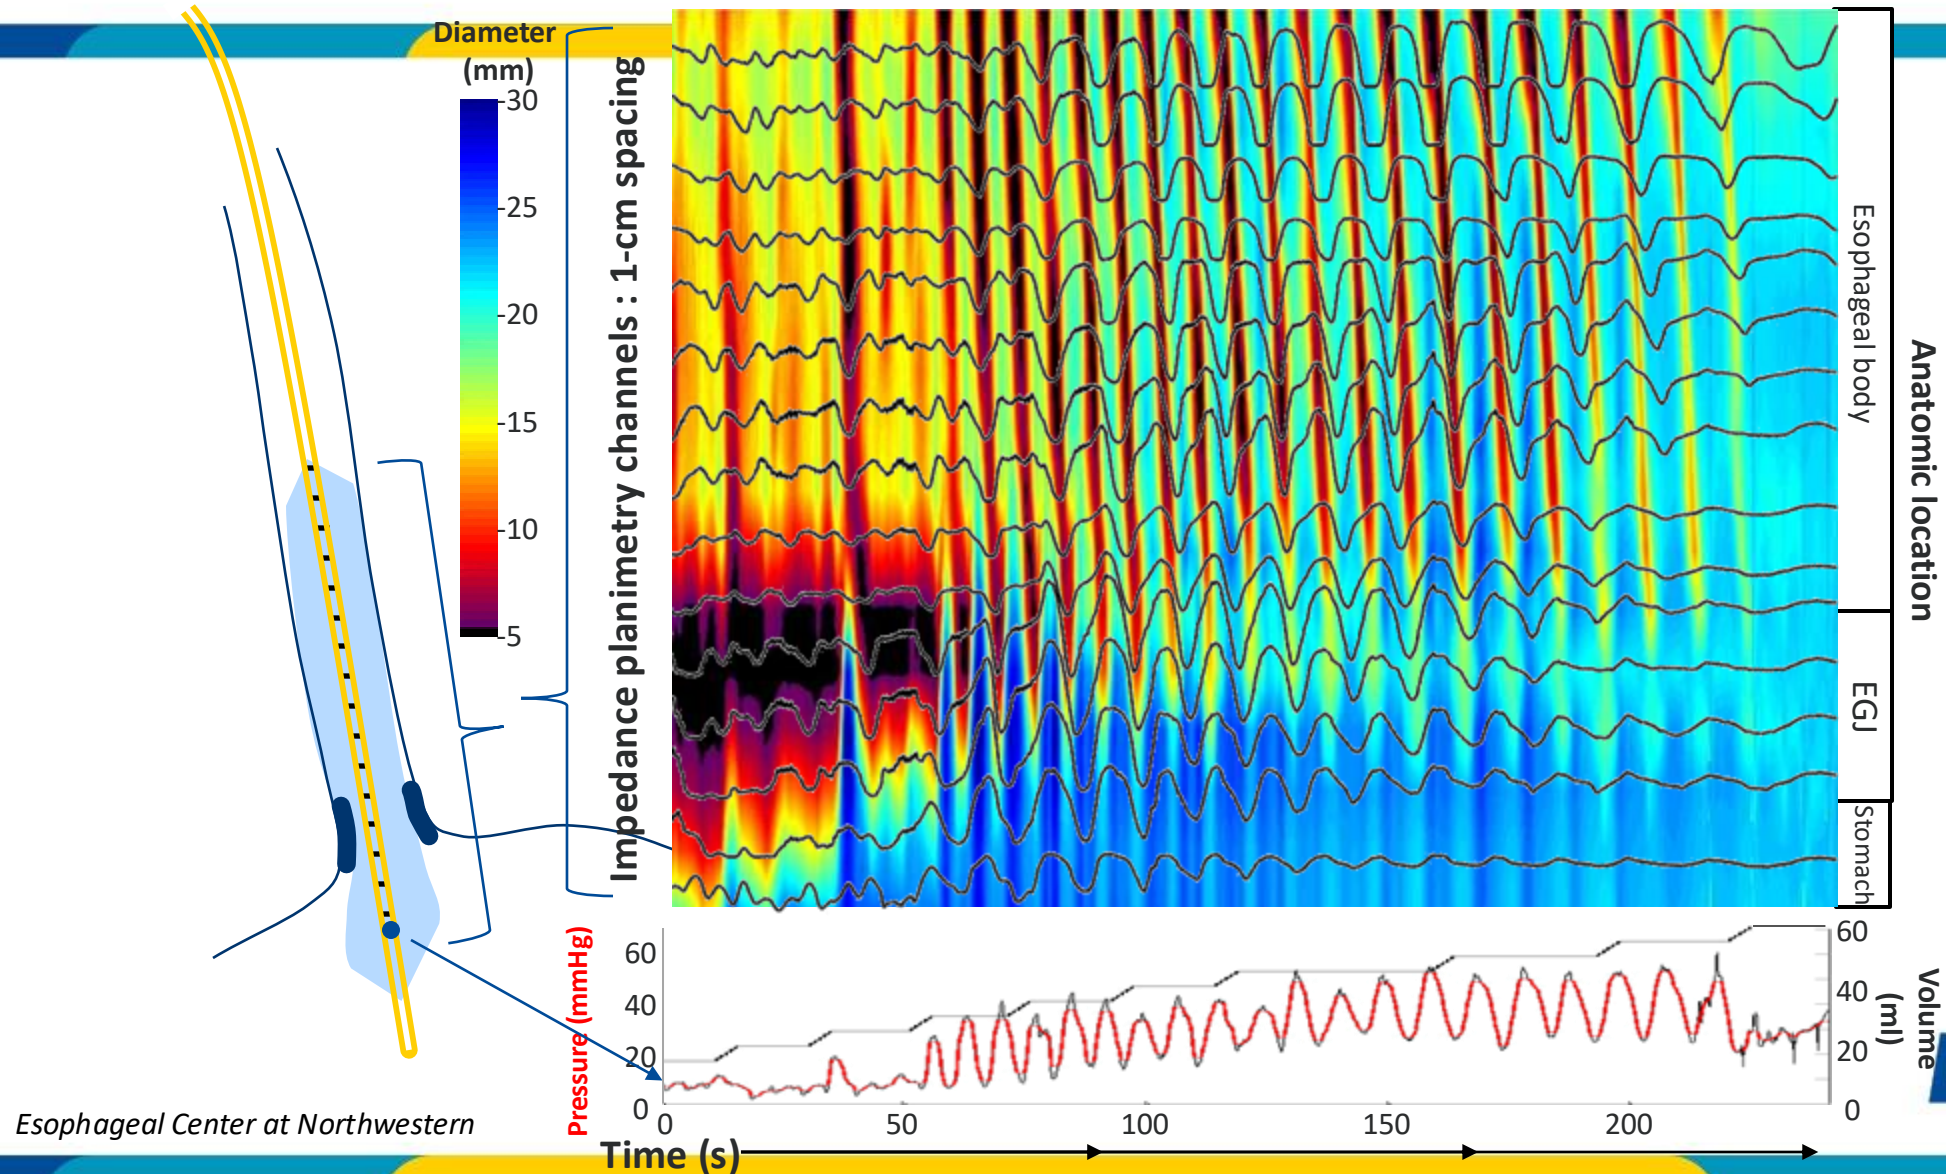 Diameter
(mm)
30
25
20
15
10
5
Impedance planimetry channels : 1-cm spacing
Esophageal body
EGJ
Stomach
Anatomic location
Pressure (mmHg)
60
40
20
0
60
40
20
0
Volume
(ml)
0 50 100 150 200
Time (s)
Esophageal Center at Northwestern